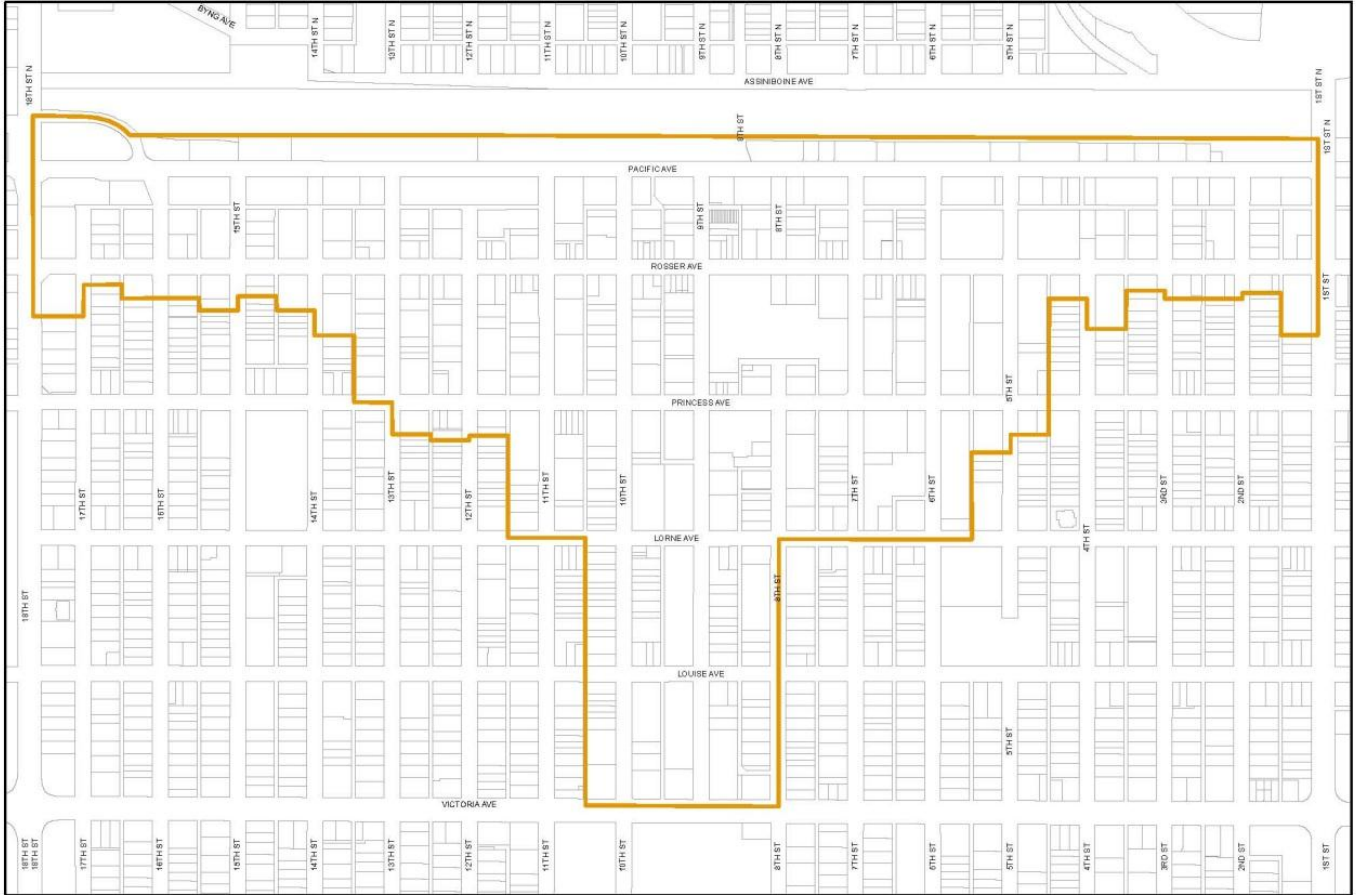 BYNG AVE
18TH ST N
14TH ST N
13TH ST N
12TH ST N
11TH ST N
10TH ST N
9TH ST N
8TH ST N
7TH ST N
6TH ST N
5TH ST N
1ST ST N
ASSINIBOINE AVE
8TH ST
1ST ST N
PACIFIC AVE
15TH ST
9TH ST
8TH ST
ROSSER AVE
1ST ST
5TH ST
PRINCESS AVE
17TH ST
16TH ST
14TH ST
13TH ST
12TH ST
11TH ST
10TH ST
7TH ST
6TH ST
3RD ST
2ND ST
LORNE AVE
4TH ST
18TH ST
8TH ST
LOUISE AVE
5TH ST
VICTORIA AVE
18TH ST
18TH ST
17TH ST
16TH ST
15TH ST
14TH ST
13TH ST
12TH ST
11TH ST
10TH ST
8TH ST
7TH ST
6TH ST
5TH ST
4TH ST
3RD ST
2ND ST
1ST ST